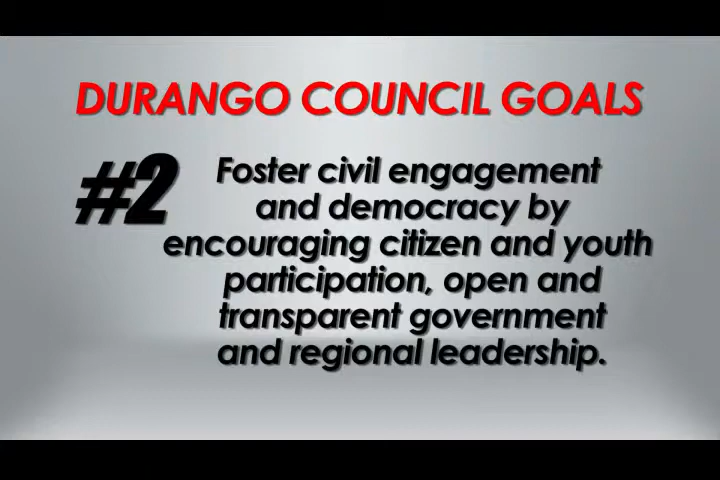 DURANGO COUNCIL GOALS
#2
Foster civil engagement
and democracy by
encouraging citizen and youth
participation, open and
transparent government
and regional leadership.